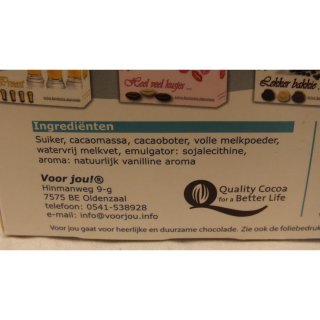 Proost
Heel veel kusjes ...
Lekker bakkie ...
Ingrediënten
Suiker, cacaomassa, cacaoboter, volle melkpoeder,
watervrij melkvet, emulgator: sojalecithine,
aroma: natuurlijk vanilline aroma
Voor jou!®
Hinmanweg 9-g
7575 BE Oldenzaal
telefoon: 0541-538928
e-mail: info@voorjou.info
Quality Cocoa
for a Better Life
Voor jou gaat voor heerlijke en duurzame chocolade. Zie ook de foliebedruk